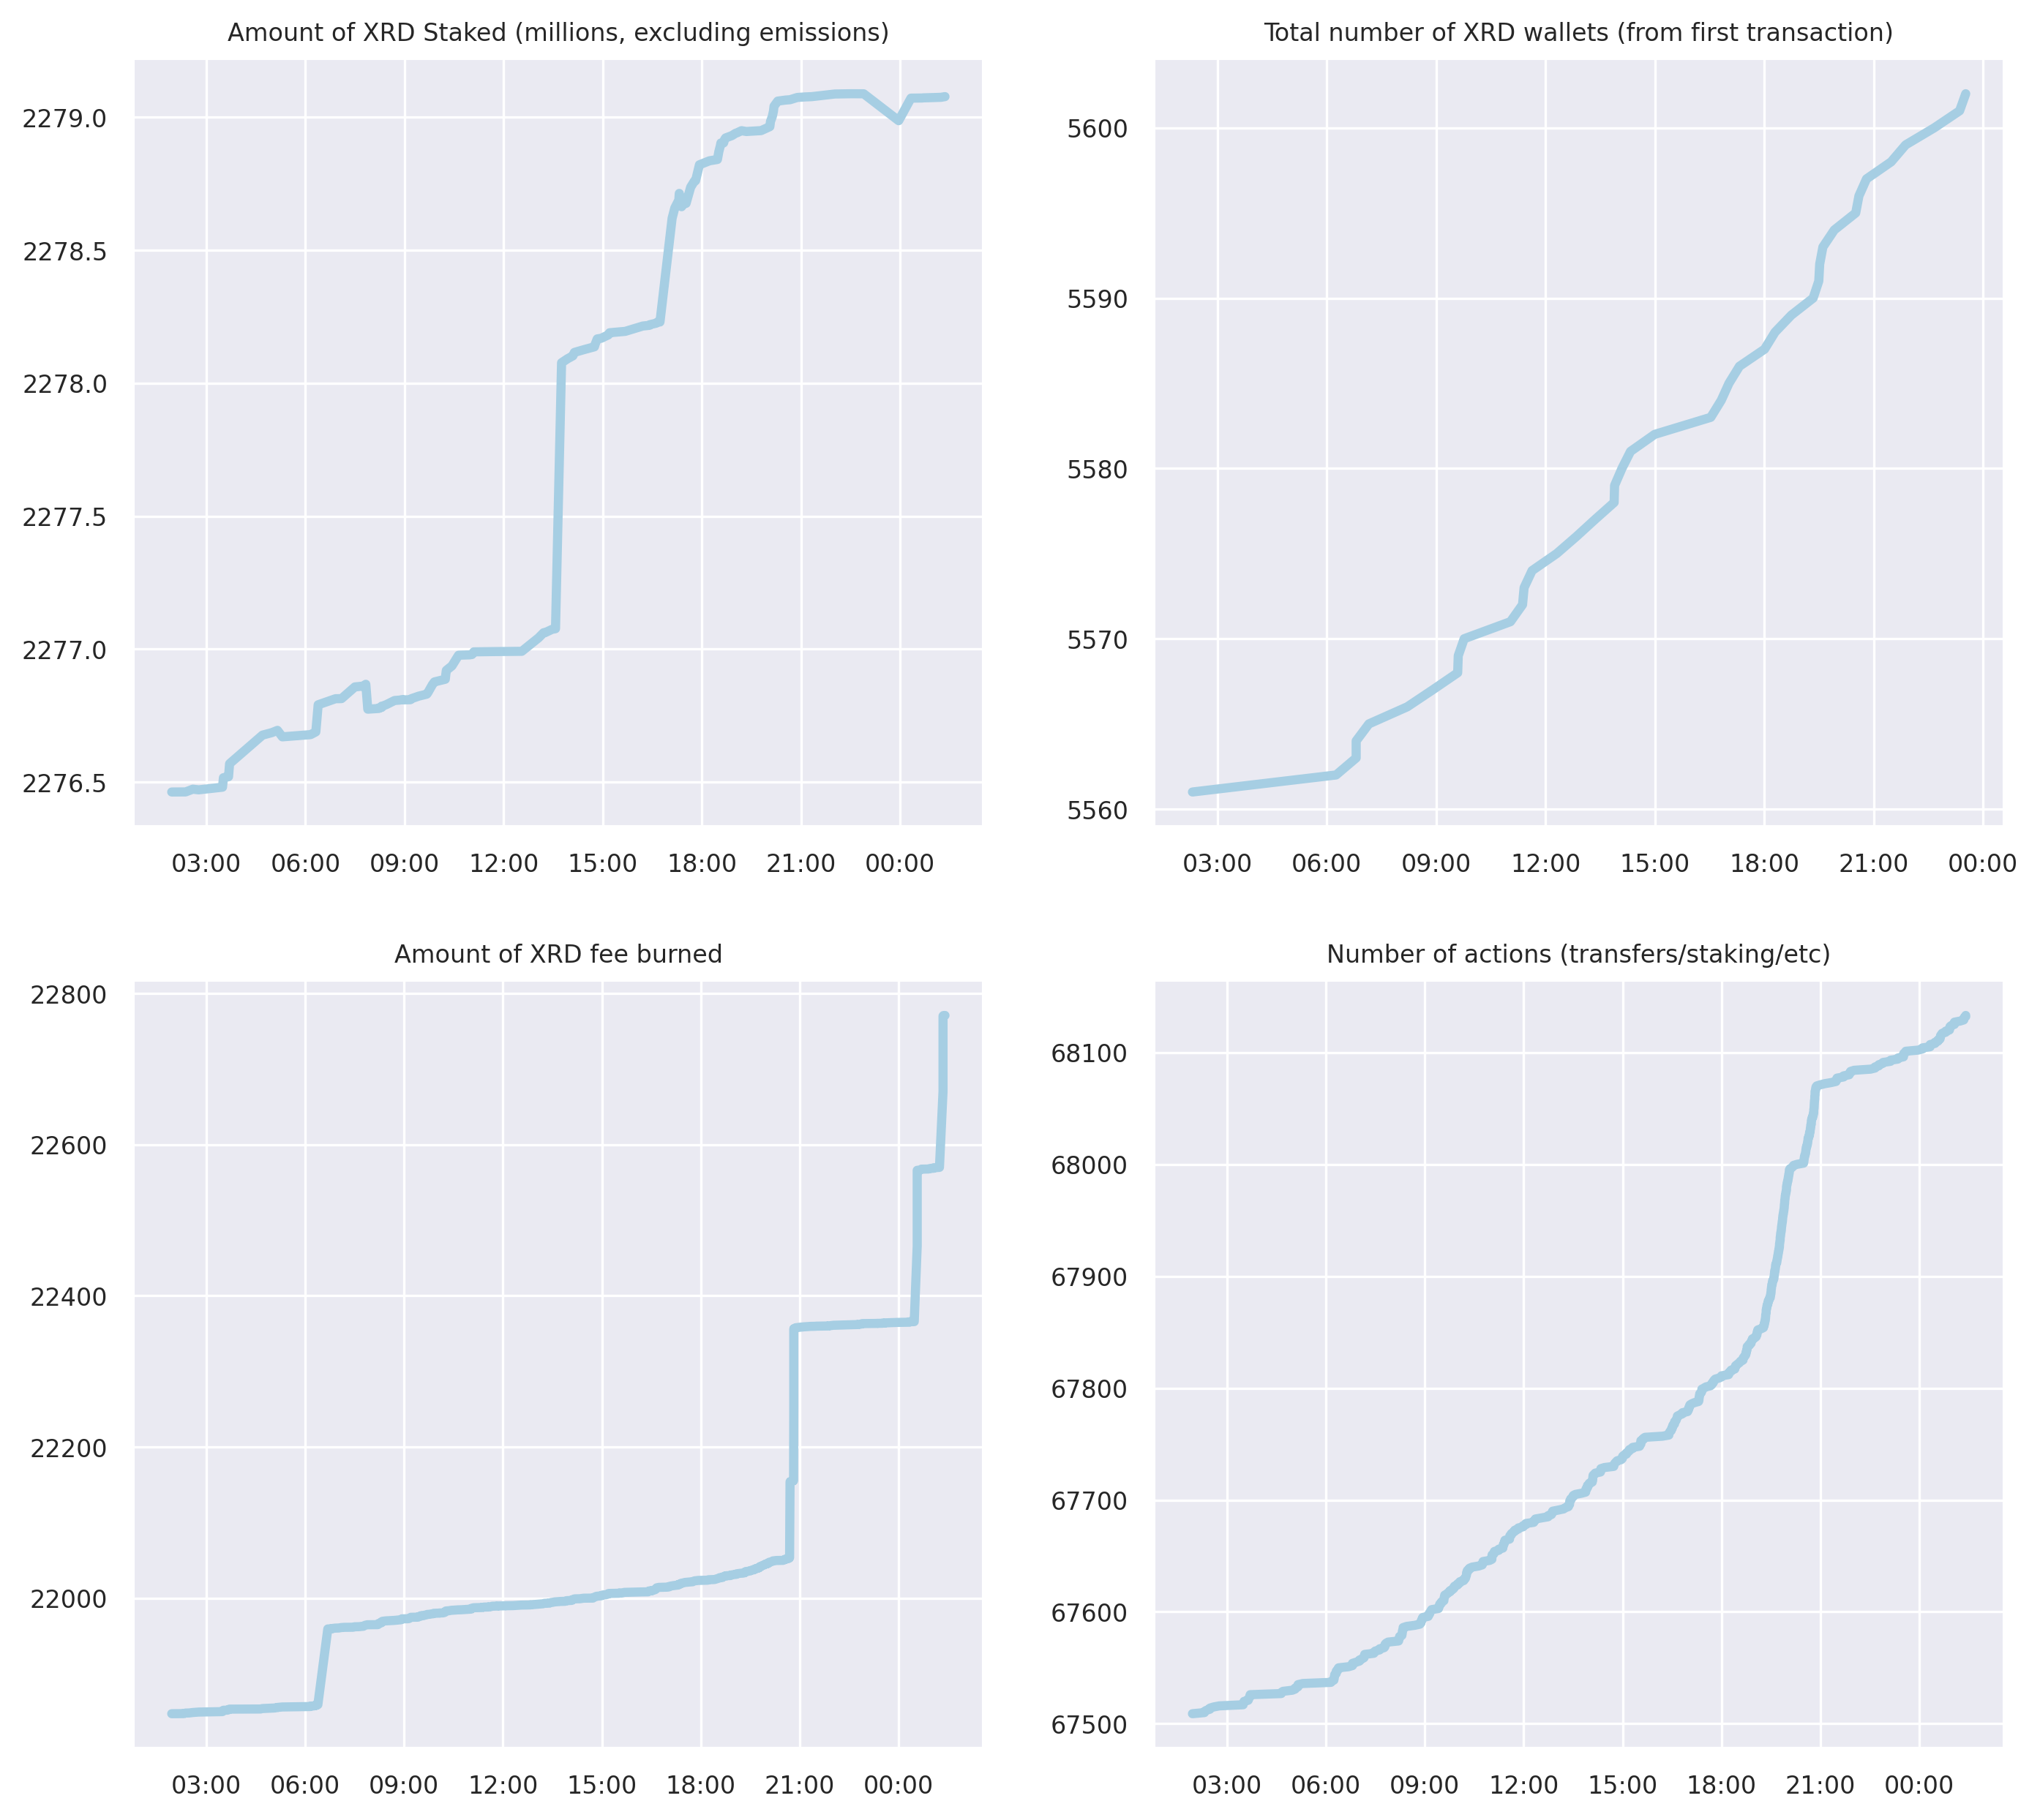 Amount of XRD Staked (millions, excluding emissions)
2279.0
2278.5
2278.0
2277.5
2277.0
2276.5
03:00 06:00 09:00 12:00 15:00 18:00 21:00 00:00
Total number of XRD wallets (from first transaction)
5600
5590
5580
5570
5560
03:00 06:00 09:00 12:00 15:00 18:00 21:00 00:00
Amount of XRD fee burned
22800
22600
22400
22200
22000
03:00 06:00 09:00 12:00 15:00 18:00 21:00 00:00
Number of actions (transfers/staking/etc)
68100
68000
67900
67800
67700
67600
67500
03:00 06:00 09:00 12:00 15:00 18:00 21:00 00:00